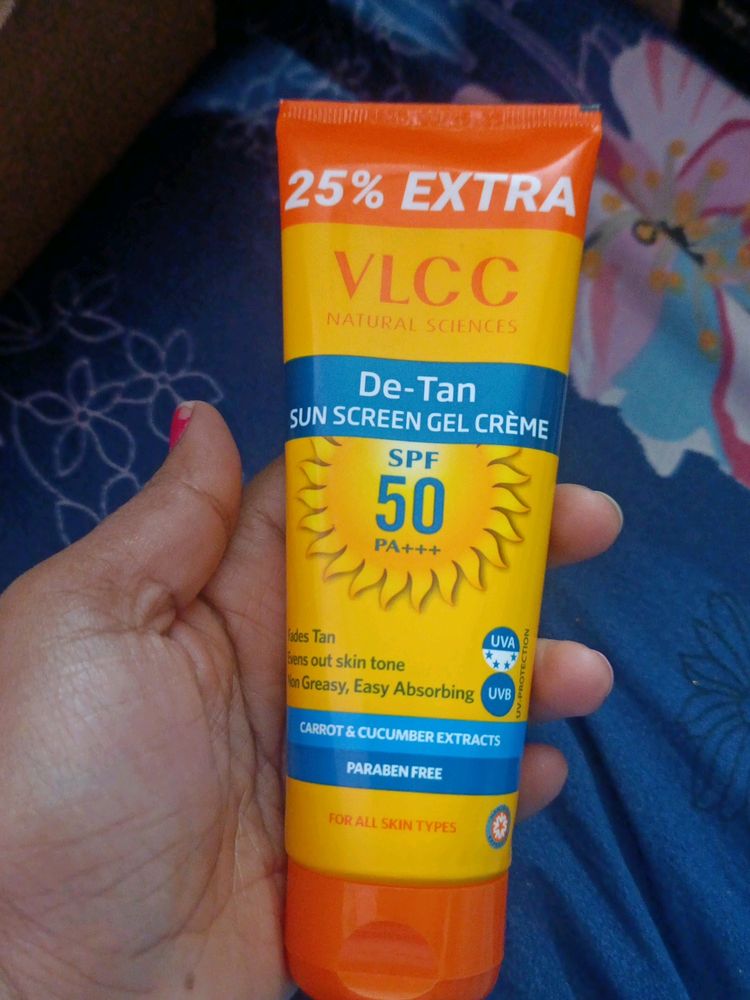 25% EXTRA
VLCC
NATURAL SCIENCES
De-Tan
SUN SCREEN GEL CRÈME
SPF
50
PA+++
Fades Tan
Evens out skin tone
Non Greasy, Easy Absorbing
UVA
UVB
UV-PROTECTION
CARROT & CUCUMBER EXTRACTS
PARABEN FREE
FOR ALL SKIN TYPES